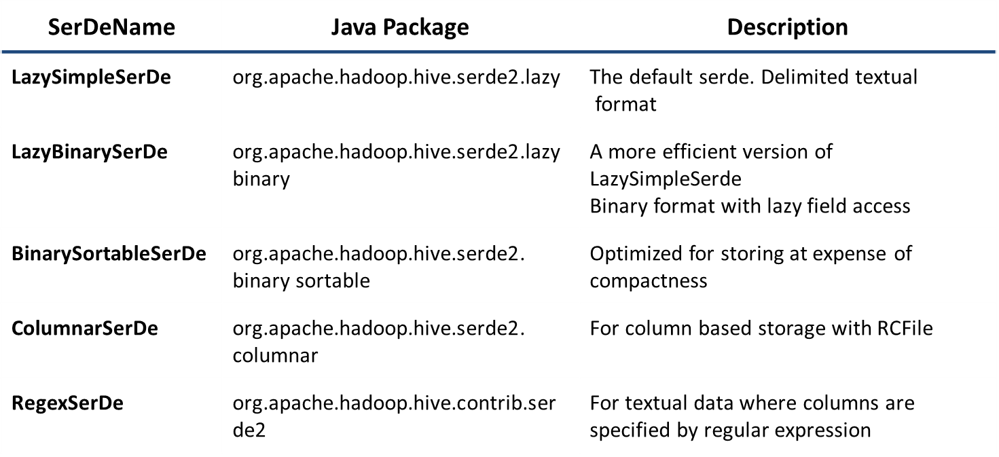 SerDeName Java Package Description
LazySimpleSerDe org.apache.hadoop.hive.serde2.lazy The default serde. Delimited textual
format
LazyBinarySerDe org.apache.hadoop.hive.serde2.lazy A more efficient version of
binary LazySimpleSerde
Binary format with lazy field access
BinarySortableSerDe org.apache.hadoop.hive.serde2. Optimized for storing at expense of
binary sortable compactness
ColumnarSerDe org.apache.hadoop.hive.serde2. For column based storage with RCFile
columnar
RegexSerDe org.apache.hadoop.hive.contrib.ser For textual data where columns are
de2 specified by regular expression